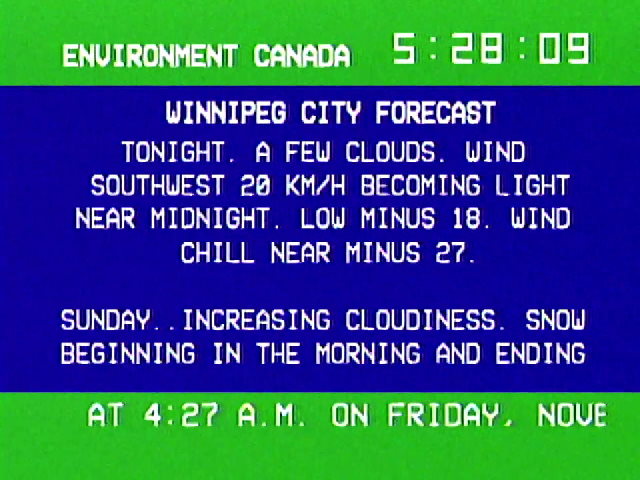 ENVIRONMENT CANADA 5:28:09
WINNIPEG CITY FORECAST
TONIGHT. A FEW CLOUDS. WIND
SOUTHWEST 20 KM/H BECOMING LIGHT
NEAR MIDNIGHT. LOW MINUS 18. WIND
CHILL NEAR MINUS 27.
SUNDAY..INCREASING CLOUDINESS. SNOW
BEGINNING IN THE MORNING AND ENDING
AT 4:27 A.M. ON FRIDAY, NOVE